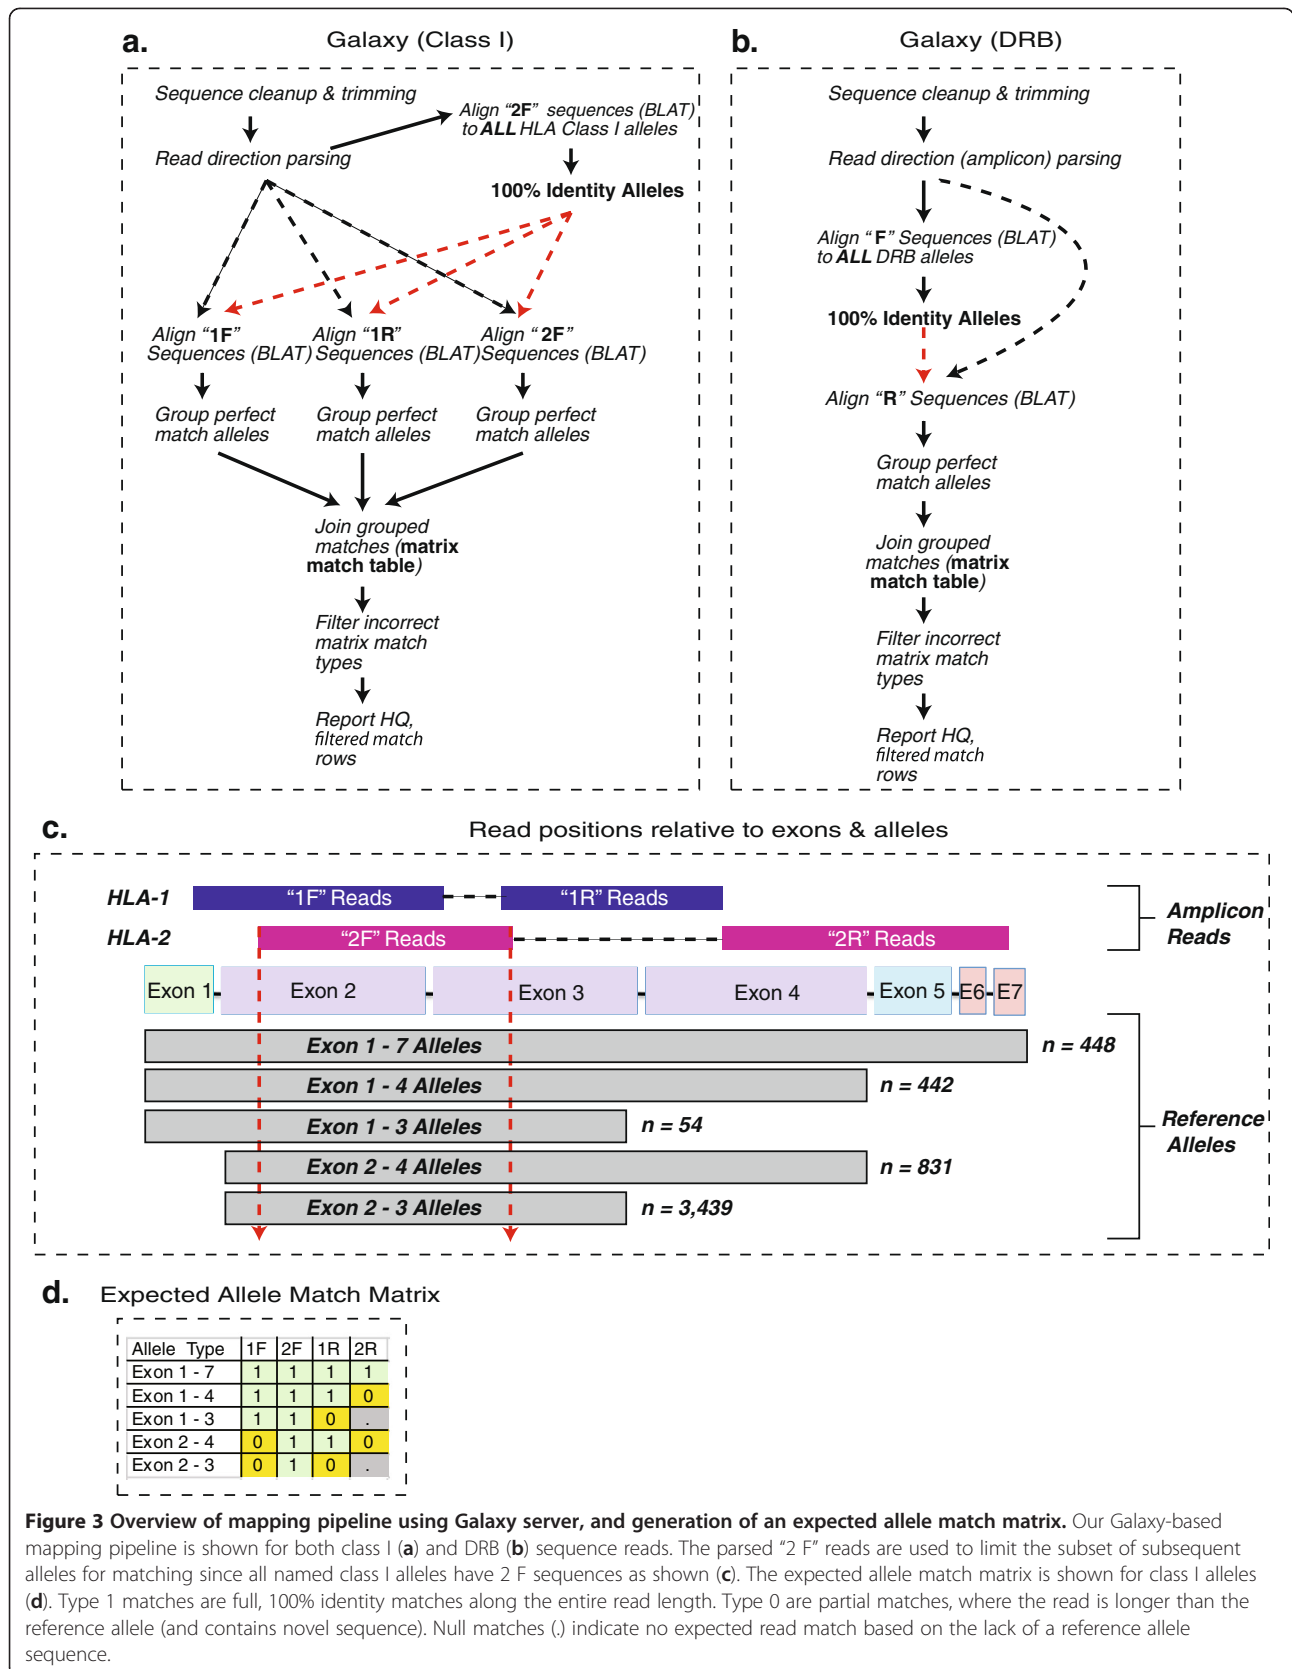 a.
Galaxy (Class I)
Sequence cleanup & trimming
Read direction parsing
Align "2F" sequences (BLAT)
to ALL HLA Class I alleles
100% Identity Alleles
Align "1F"
Sequences (BLAT)
Align "1R"
Sequences (BLAT)
Align "2F"
Sequences (BLAT)
Group perfect
match alleles
Group perfect
match alleles
Group perfect
match alleles
Join grouped
matches (matrix
match table)
Filter incorrect
matrix match
types
Report HQ,
filtered match
rows
b.
Galaxy (DRB)
Sequence cleanup & trimming
Read direction (amplicon) parsing
Align "F" Sequences (BLAT)
to ALL DRB alleles
100% Identity Alleles
Align "R" Sequences (BLAT)
Group perfect
match alleles
Join grouped
matches (matrix
match table)
Filter incorrect
matrix match
types
Report HQ,
filtered match
rows
c.
Read positions relative to exons & alleles
HLA-1
"1F" Reads
"1R" Reads
HLA-2
"2F" Reads
"2R" Reads
Amplicon
Reads
Exon 1
Exon 2
Exon 3
Exon 4
Exon 5
E6
E7
Exon 1 - 7 Alleles
n = 448
Exon 1 - 4 Alleles
n = 442
Exon 1 - 3 Alleles
n = 54
Exon 2 - 4 Alleles
n = 831
Exon 2 - 3 Alleles
n = 3,439
Reference
Alleles
d.
Expected Allele Match Matrix
Allele Type 1F 2F 1R 2R
Exon 1 - 7 1 1 1 1
Exon 1 - 4 1 1 1 0
Exon 1 - 3 1 1 0 .
Exon 2 - 4 0 1 1 0
Exon 2 - 3 0 1 0 .
Figure 3 Overview of mapping pipeline using Galaxy server, and generation of an expected allele match matrix. Our Galaxy-based
mapping pipeline is shown for both class I (a) and DRB (b) sequence reads. The parsed "2 F" reads are used to limit the subset of subsequent
alleles for matching since all named class I alleles have 2 F sequences as shown (c). The expected allele match matrix is shown for class I alleles
(d). Type 1 matches are full, 100% identity matches along the entire read length. Type 0 are partial matches, where the read is longer than the
reference allele (and contains novel sequence). Null matches (.) indicate no expected read match based on the lack of a reference allele
sequence.